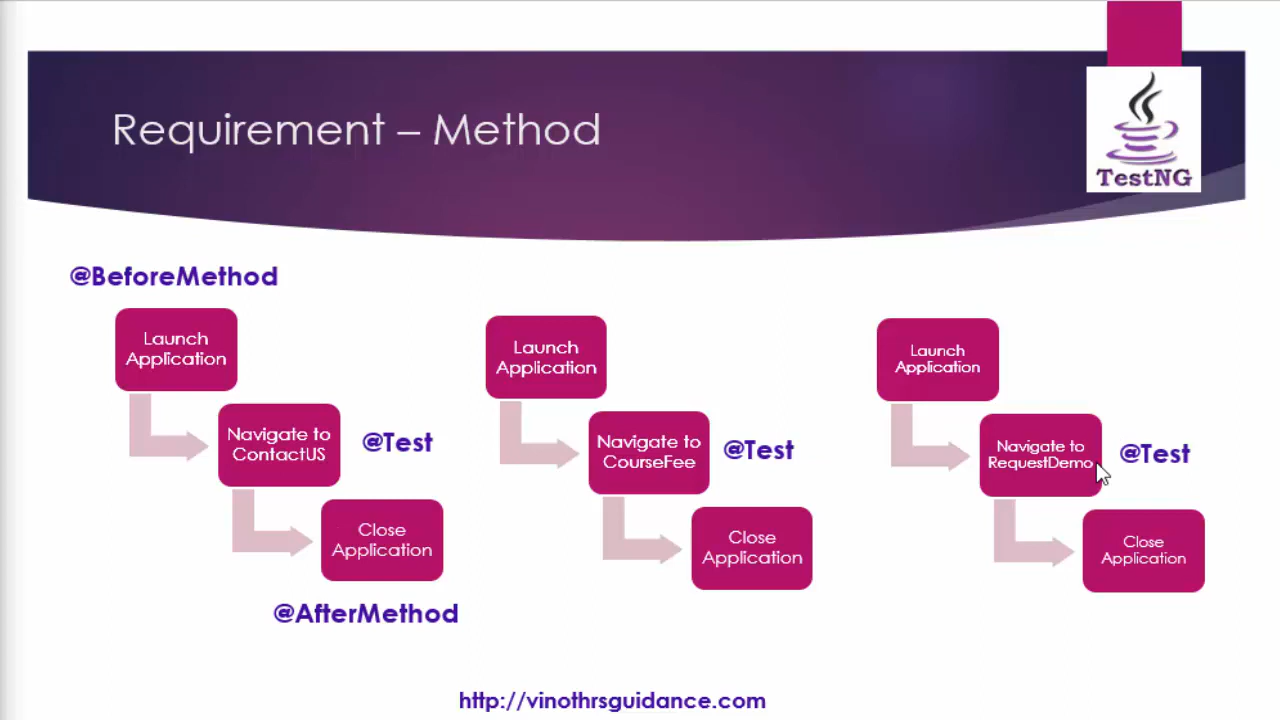 Requirement – Method
TestNG
@BeforeMethod
Launch
Application
Navigate to
ContactUS
@Test
Close
Application
@AfterMethod
Launch
Application
Navigate to
CourseFee
@Test
Close
Application
Launch
Application
Navigate to
RequestDemo
@Test
Close
Application
http://vinothrsguidance.com